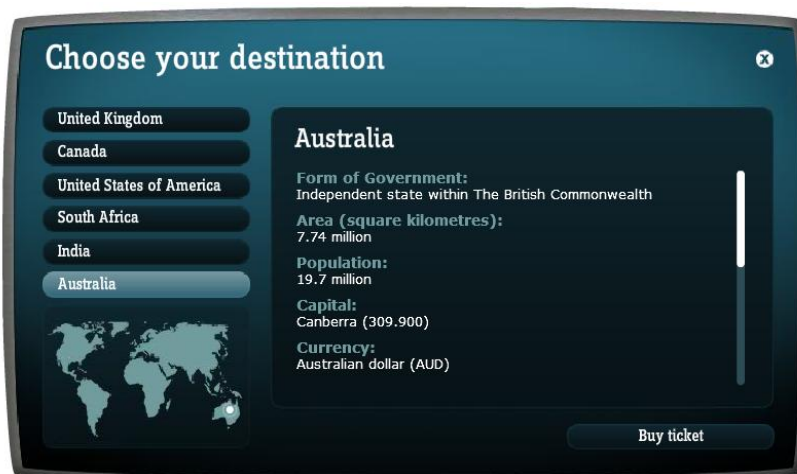 Choose your destination
X
United Kingdom
Canada
United States of America
South Africa
India
Australia
Australia
Form of Government:
Independent state within The British Commonwealth
Area (square kilometres):
7.74 million
Population:
19.7 million
Capital:
Canberra (309.900)
Currency:
Australian dollar (AUD)
Buy ticket